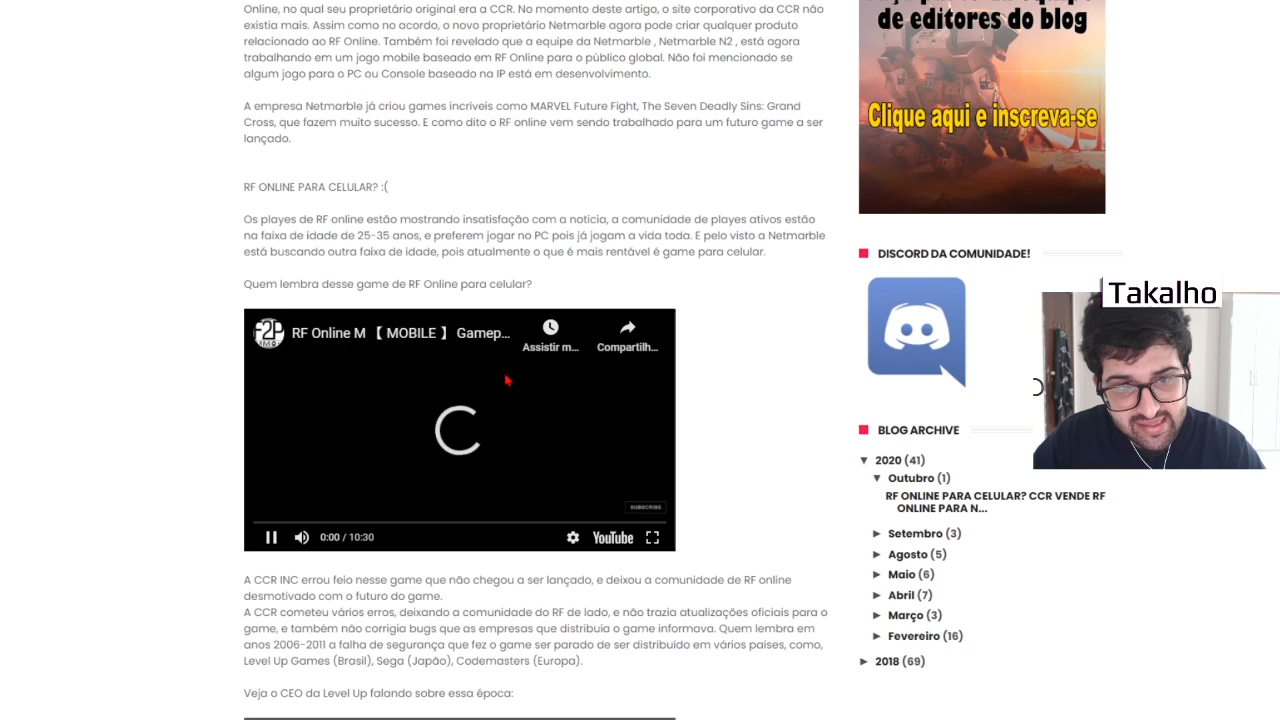 Online, no qual seu proprietário original era a CCR. No momento deste artigo, o site corporativo da CCR não
existia mais. Assim como no acordo, o novo proprietário Netmarble agora pode criar qualquer produto
relacionado ao RF Online. Também foi revelado que a equipe da Netmarble , Netmarble N2 , está agora
trabalhando em um jogo mobile baseado em RF Online para o público global. Não foi mencionado se
algum jogo para o PC ou Console baseado na IP está em desenvolvimento.
A empresa Netmarble já criou games incríveis como MARVEL Future Fight, The Seven Deadly Sins: Grand
Cross, que fazem muito sucesso. E como dito o RF online vem sendo trabalhado para um futuro game a ser
lançado.
RF ONLINE PARA CELULAR? :(
Os playes de RF online estão mostrando insatisfação com a noticia, a comunidade de playes ativos estão
na faixa de idade de 25-35 anos, e preferem jogar no PC pois já jogam a vida toda. E pelo visto a Netmarble
está buscando outra faixa de idade, pois atualmente o que é mais rentável é game para celular.
Quem lembra desse game de RF Online para celular?
F2P
MMO
RF Online M 【 MOBILE 】 Gamep...
Assistir m...
Compartilh...
SUBSCRIBE
0:00 / 10:30
YouTube
A CCR INC errou feio nesse game que não chegou a ser lançado, e deixou a comunidade de RF online
desmotivado com o futuro do game.
A CCR cometeu vários erros, deixando a comunidade do RF de lado, e não trazia atualizações oficiais para o
game, e também não corrigia bugs que as empresas que distribuia o game informava. Quem lembra em
anos 2006-2011 a falha de segurança que fez o game ser parado de ser distribuido em vários países, como,
Level Up Games (Brasil), Sega (Japão), Codemasters (Europa).
Veja o CEO da Level Up falando sobre essa época:
de editores do blog
Clique aqui e inscreva-se
DISCORD DA COMUNIDADE!
Takalho
BLOG ARCHIVE
▼ 2020 (41)
▼ Outubro (1)
RF ONLINE PARA CELULAR? CCR VENDE RF
ONLINE PARA N...
► Setembro (3)
► Agosto (5)
► Maio (6)
► Abril (7)
► Março (3)
► Fevereiro (16)
► 2018 (69)